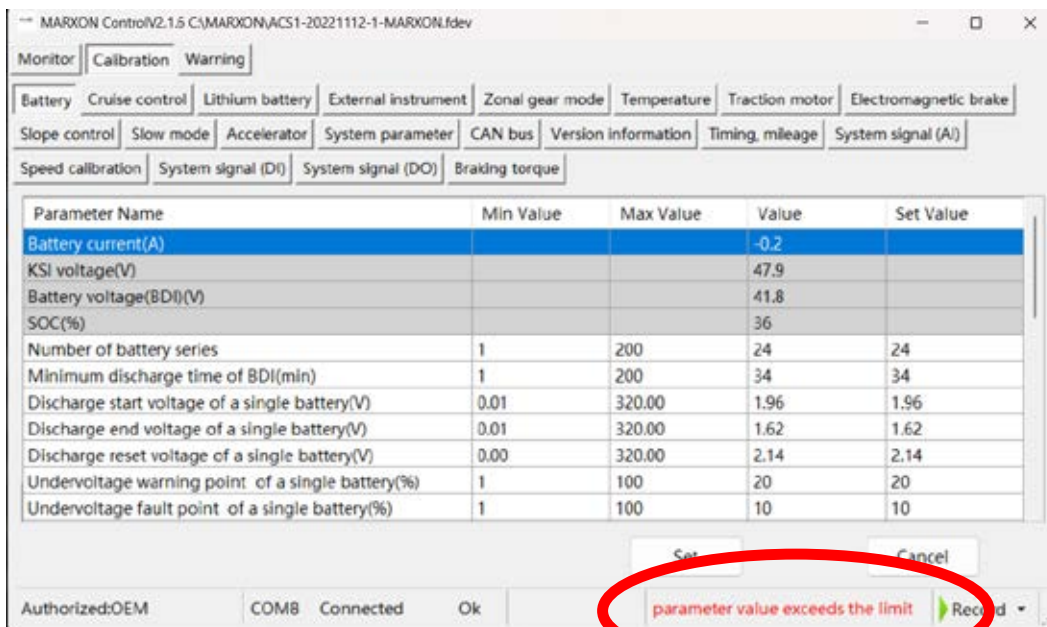 MARXON ControlV2.1.6 C:\MARXON\ACS1-20221112-1-MARXON.fdev
Monitor Calibration Warning
Battery Cruise control Lithium battery External instrument Zonal gear mode Temperature Traction motor Electromagnetic brake
Slope control Slow mode Accelerator System parameter CAN bus Version information Timing, mileage System signal (AI)
Speed calibration System signal (DI) System signal (DO) Braking torque
Parameter Name Min Value Max Value Value Set Value
Battery current(A) -0.2
KSI voltage(V) 47.9
Battery voltage(BDI)(V) 41.8
SOC(%) 36
Number of battery series 1 200 24 24
Minimum discharge time of BDI(min) 1 200 34 34
Discharge start voltage of a single battery(V) 0.01 320.00 1.96 1.96
Discharge end voltage of a single battery(V) 0.01 320.00 1.62 1.62
Discharge reset voltage of a single battery(V) 0.00 320.00 2.14 2.14
Undervoltage warning point of a single battery(%) 1 100 20 20
Undervoltage fault point of a single battery(%) 1 100 10 10
Set Cancel
Authorized:OEM COM8 Connected Ok parameter value exceeds the limit Record